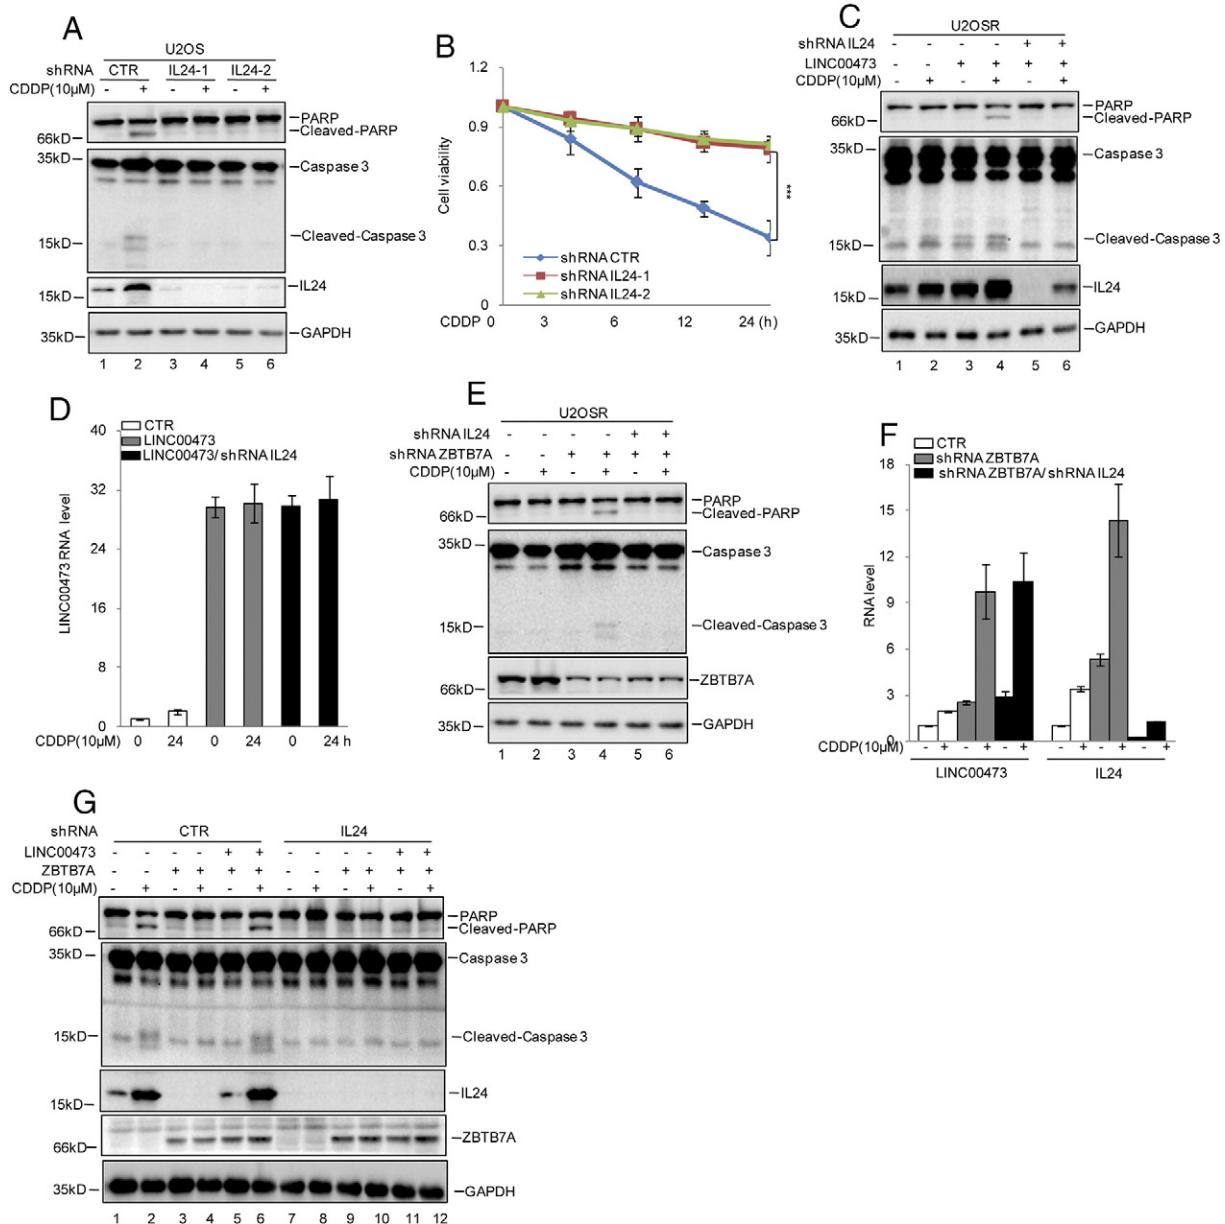 A
U2OS
shRNA CTR IL24-1 IL24-2
CDDP(10μM) - + - + - +
PARP
Cleaved-PARP
66kD
35kD
Caspase 3
Cleaved-Caspase 3
15kD
IL24
15kD
GAPDH
35kD
1 2 3 4 5 6
B
1.2
0.9
0.6
0.3
0
Cell viability
***
shRNA CTR
shRNA IL24-1
shRNA IL24-2
CDDP 0 3 6 12 24 (h)
C
U2OSR
shRNA IL24 - - - - + +
LINC00473 - - + + + +
CDDP(10μM) - + - + - +
PARP
Cleaved-PARP
66kD
35kD
Caspase 3
Cleaved-Caspase 3
15kD
IL24
15kD
GAPDH
35kD
1 2 3 4 5 6
D
CTR
LINC00473
LINC00473/ shRNA IL24
40
32
24
16
8
0
LINC00473 RNA level
CDDP(10μM) 0 24 0 24 0 24 h
E
U2OSR
shRNA IL24 - - - - + +
shRNA ZBTB7A - - + + + +
CDDP(10μM) - + - + - +
PARP
Cleaved-PARP
66kD
35kD
Caspase 3
Cleaved-Caspase 3
15kD
ZBTB7A
66kD
GAPDH
35kD
1 2 3 4 5 6
F
CTR
shRNA ZBTB7A
shRNA ZBTB7A/ shRNA IL24
18
15
12
9
6
3
0
RNA level
CDDP(10μM) - + - + - + - + - + - +
LINC00473 IL24
G
shRNA CTR IL24
LINC00473 - - - - + + - - - - + +
ZBTB7A - - + + + + - - + + + +
CDDP(10μM) - + - + - + - + - + - +
PARP
Cleaved-PARP
66kD
35kD
Caspase 3
15kD
Cleaved-Caspase 3
IL24
15kD
ZBTB7A
66kD
35kD
GAPDH
1 2 3 4 5 6 7 8 9 10 11 12